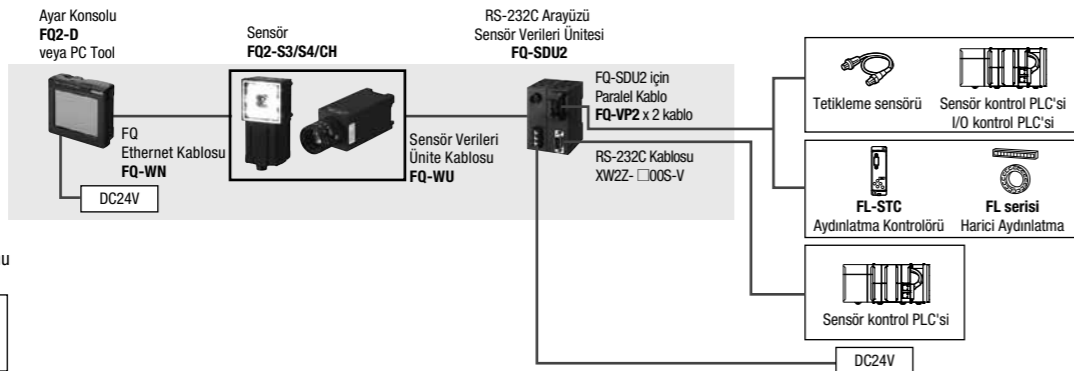 Ayar Konsolu
FQ2-D
veya PC Tool
Sensör
FQ2-S3/S4/CH
RS-232C Arayüzü
Sensör Verileri Ünitesi
FQ-SDU2
FQ
Ethernet Kablosu
FQ-WN
DC24V
Sensör Verileri
Ünite Kablosu
FQ-WU
FQ-SDU2 için
Paralel Kablo
FQ-VP2 x 2 kablo
RS-232C Kablosu
XW2Z- □00S-V
Tetikleme sensörü
Sensör kontrol PLC'si
I/O kontrol PLC'si
FL-STC
Aydınlatma Kontrolörü
FL serisi
Harici Aydınlatma
Sensör kontrol PLC'si
DC24V